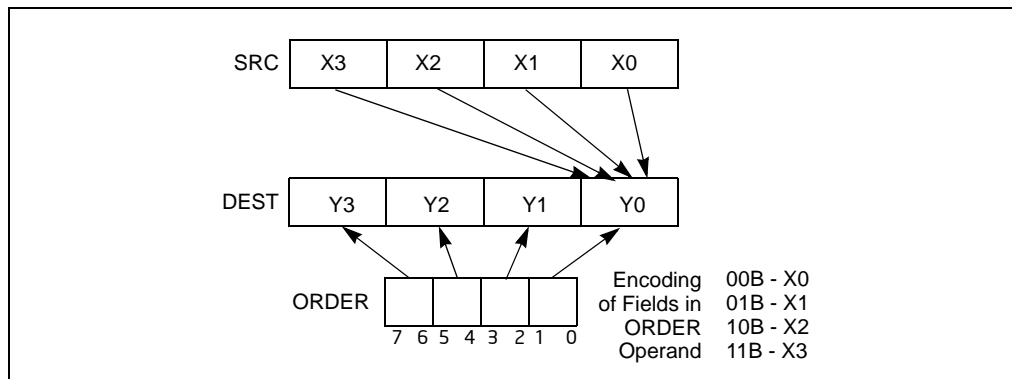 SRC X3 X2 X1 X0
DEST Y3 Y2 Y1 Y0
ORDER
7 6 5 4 3 2 1 0
Encoding 00B - X0
of Fields in 01B - X1
ORDER 10B - X2
Operand 11B - X3